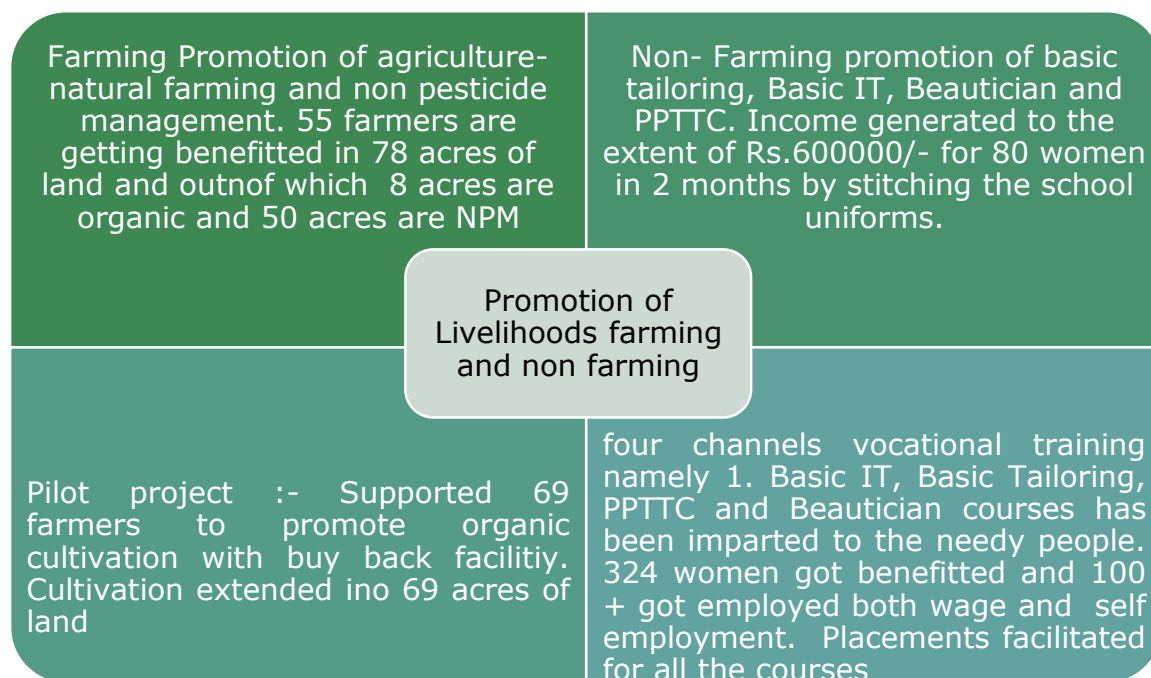 Farming Promotion of agriculture-
natural farming and non pesticide
management. 55 farmers are
getting benefitted in 78 acres of
land and outnof which 8 acres are
organic and 50 acres are NPM
Non- Farming promotion of basic
tailoring, Basic IT, Beautician and
PPTTC. Income generated to the
extent of Rs.600000/- for 80 women
in 2 months by stitching the school
uniforms.
Promotion of
Livelihoods farming
and non farming
Pilot project :- Supported 69
farmers to promote organic
cultivation with buy back facilitiy.
Cultivation extended ino 69 acres of
land
four channels vocational training
namely 1. Basic IT, Basic Tailoring,
PPTTC and Beautician courses has
been imparted to the needy people.
324 women got benefitted and 100
+ got employed both wage and self
employment. Placements facilitated
for all the courses